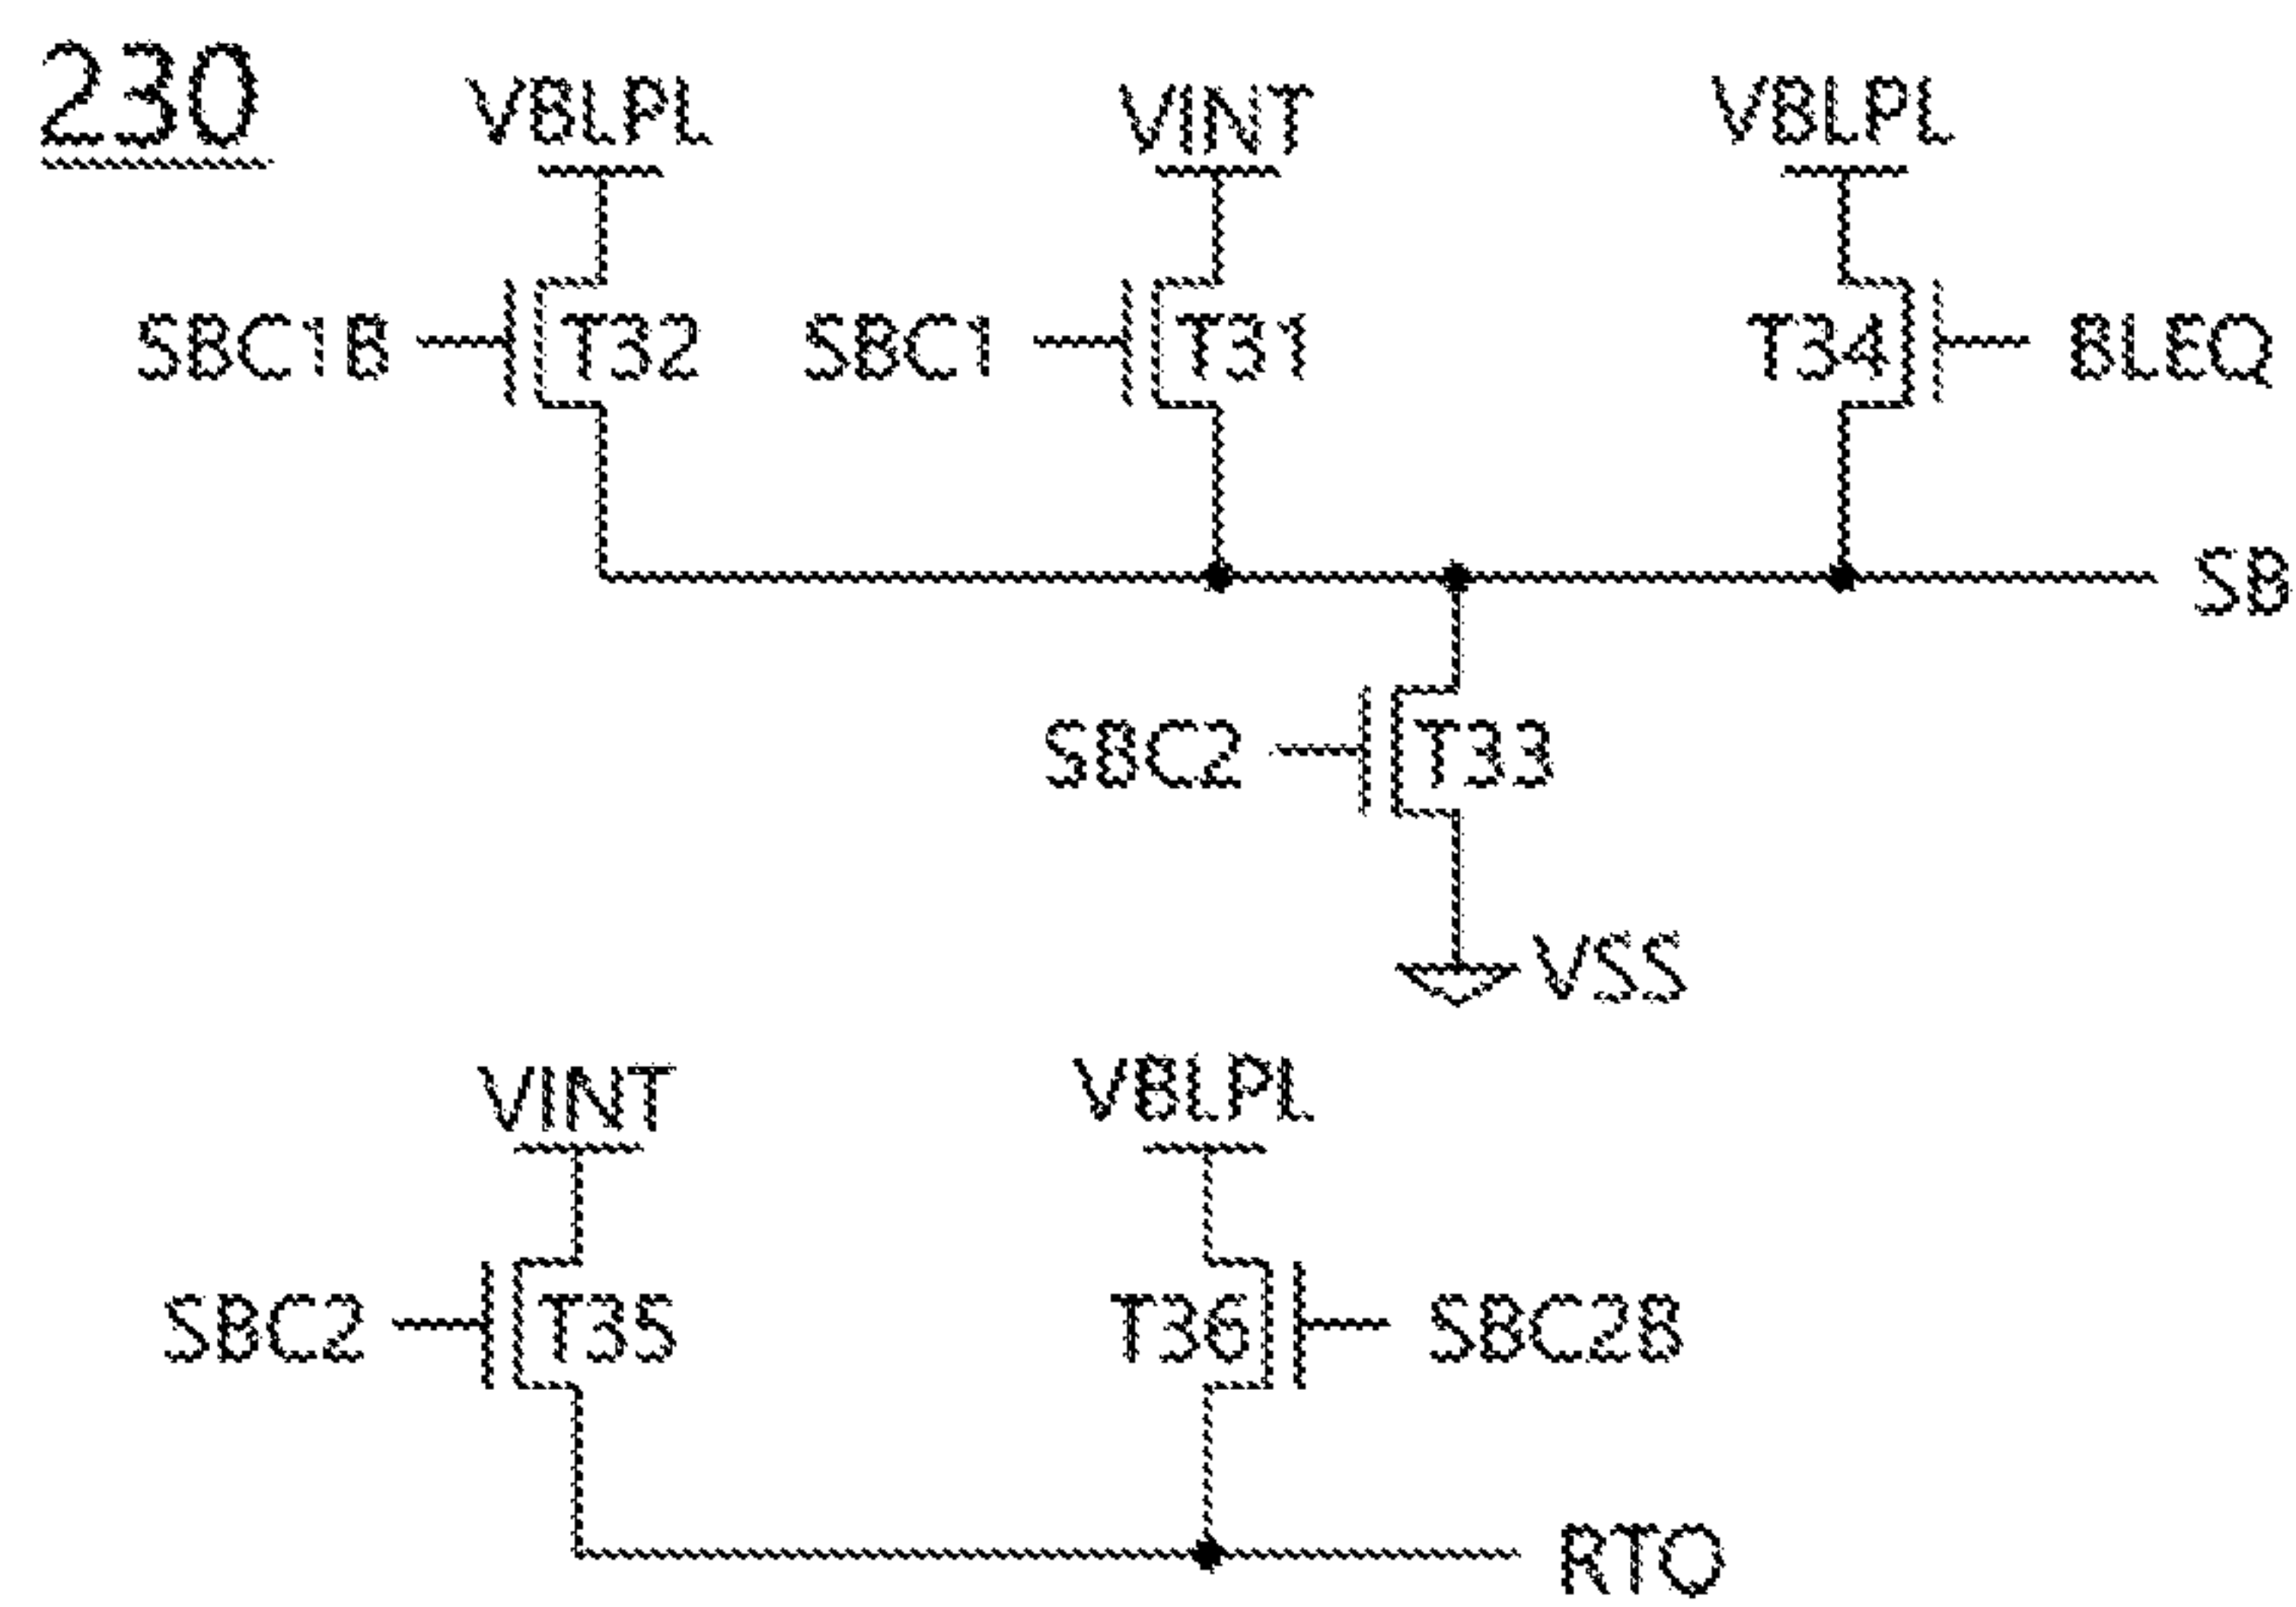 230
VBLPL VINT VBLPL
SBC1B T32 SBC1 T31 T34 BLEQ
SB
SBC2 T33
VSS
VINT VBLPL
SBC2 T35 T36 SBC2B
RTO